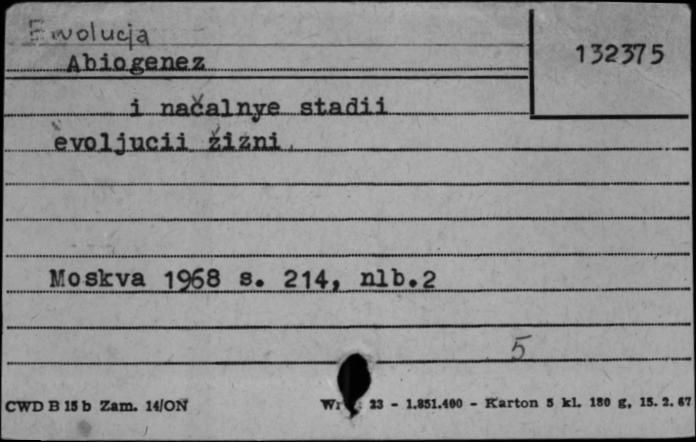 Ewolucja
132375
Abiogenez
i načalnye stadii
èvoljucii žizni.
Moskva 1968 s. 214, nlb.2
5
CWD B 15 b Zam. 14/ON 23 - 1.851.400 - Karton 5 kl. 180 g, 15. 2. 67